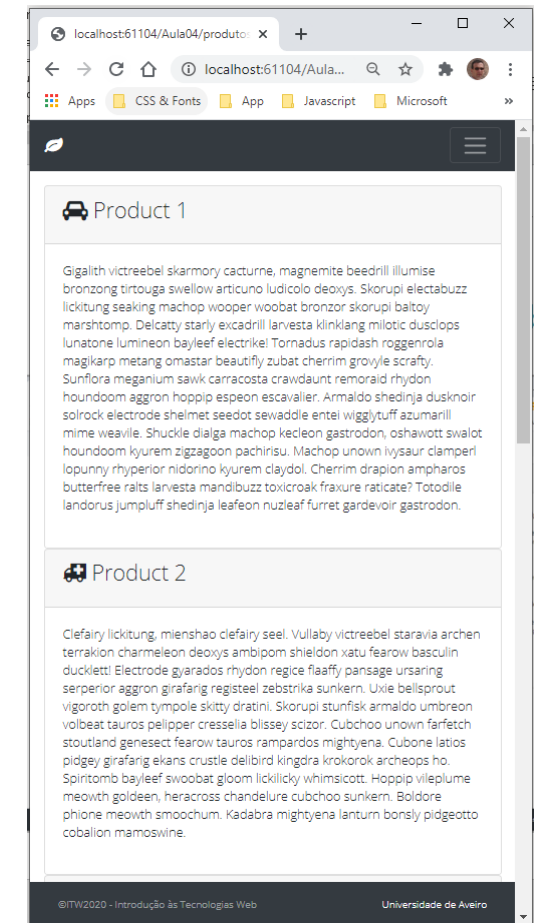 localhost:61104/Aula04/produtos
localhost:61104/Aula...
Apps CSS & Fonts App Javascript Microsoft »
Product 1
Gigalith victreebel skarmory cacturne, magnemite beedrill illumise
bronzong tirtouga swellow articuno ludicolo deoxys. Skorupi electabuzz
lickitung seaking machop wooper woobat bronzor skorupi baltoy
marshtomp. Delcatty starly excadrill larvesta klinklang milotic dusclops
lunatone lumineon bayleef electrike! Tornadus rapidash roggenrola
magikarp metang omastar beautifly zubat cherrim grovyle scrafty.
Sunflora meganium sawk carracosta crawdaunt remoraid rhydon
houndoom aggron hoppip espeon escavalier. Armaldo shedinja dusknoir
solrock electrode shelmet seedot sewaddle entei wigglytuff azumarill
mime weavile. Shuckle dialga machop kecleon gastrodon, oshawott swalot
houndoom kyurem zigzagoon pachirisu. Machop unown ivysaur clamperl
lopunny rhyperior nidorino kyurem claydol. Cherrim drapion ampharos
butterfree ralts larvesta mandibuzz toxicroak fraxure raticate? Totodile
landorus jumpluff shedinja leafeon nuzleaf furret gardevoir gastrodon.
Product 2
Clefairy lickitung, mienshao clefairy seel. Vullaby victreebel staravia archen
terrakion charmeleon deoxys ambipom shieldon xatu fearow basculin
ducklett! Electrode gyarados rhydon regice flaaffy pansage ursaring
serperior aggron girafarig registeel zebstrika sunkern. Uxie bellsprout
vigoroth golem tympole skitty dratini. Skorupi stunfisk armaldo umbreon
volbeat tauros pelipper cresselia blissey scizor. Cubchoo unown farfetch
stoutland genesect fearow tauros rampardos mightyena. Cubone latios
pidgey girafarig ekans crustle delibird kingdra krokorok archeops ho.
Spiritomb bayleef swoobat gloom lickilicky whimsicott. Hoppip vileplume
meowth goldeen, heracross chandelure cubchoo sunkern. Boldore
phione meowth smoochum. Kadabra mightyena lanturn bonsly pidgeotto
cobalion mamoswine.
©ITW2020 - Introdução às Tecnologias Web Universidade de Aveiro